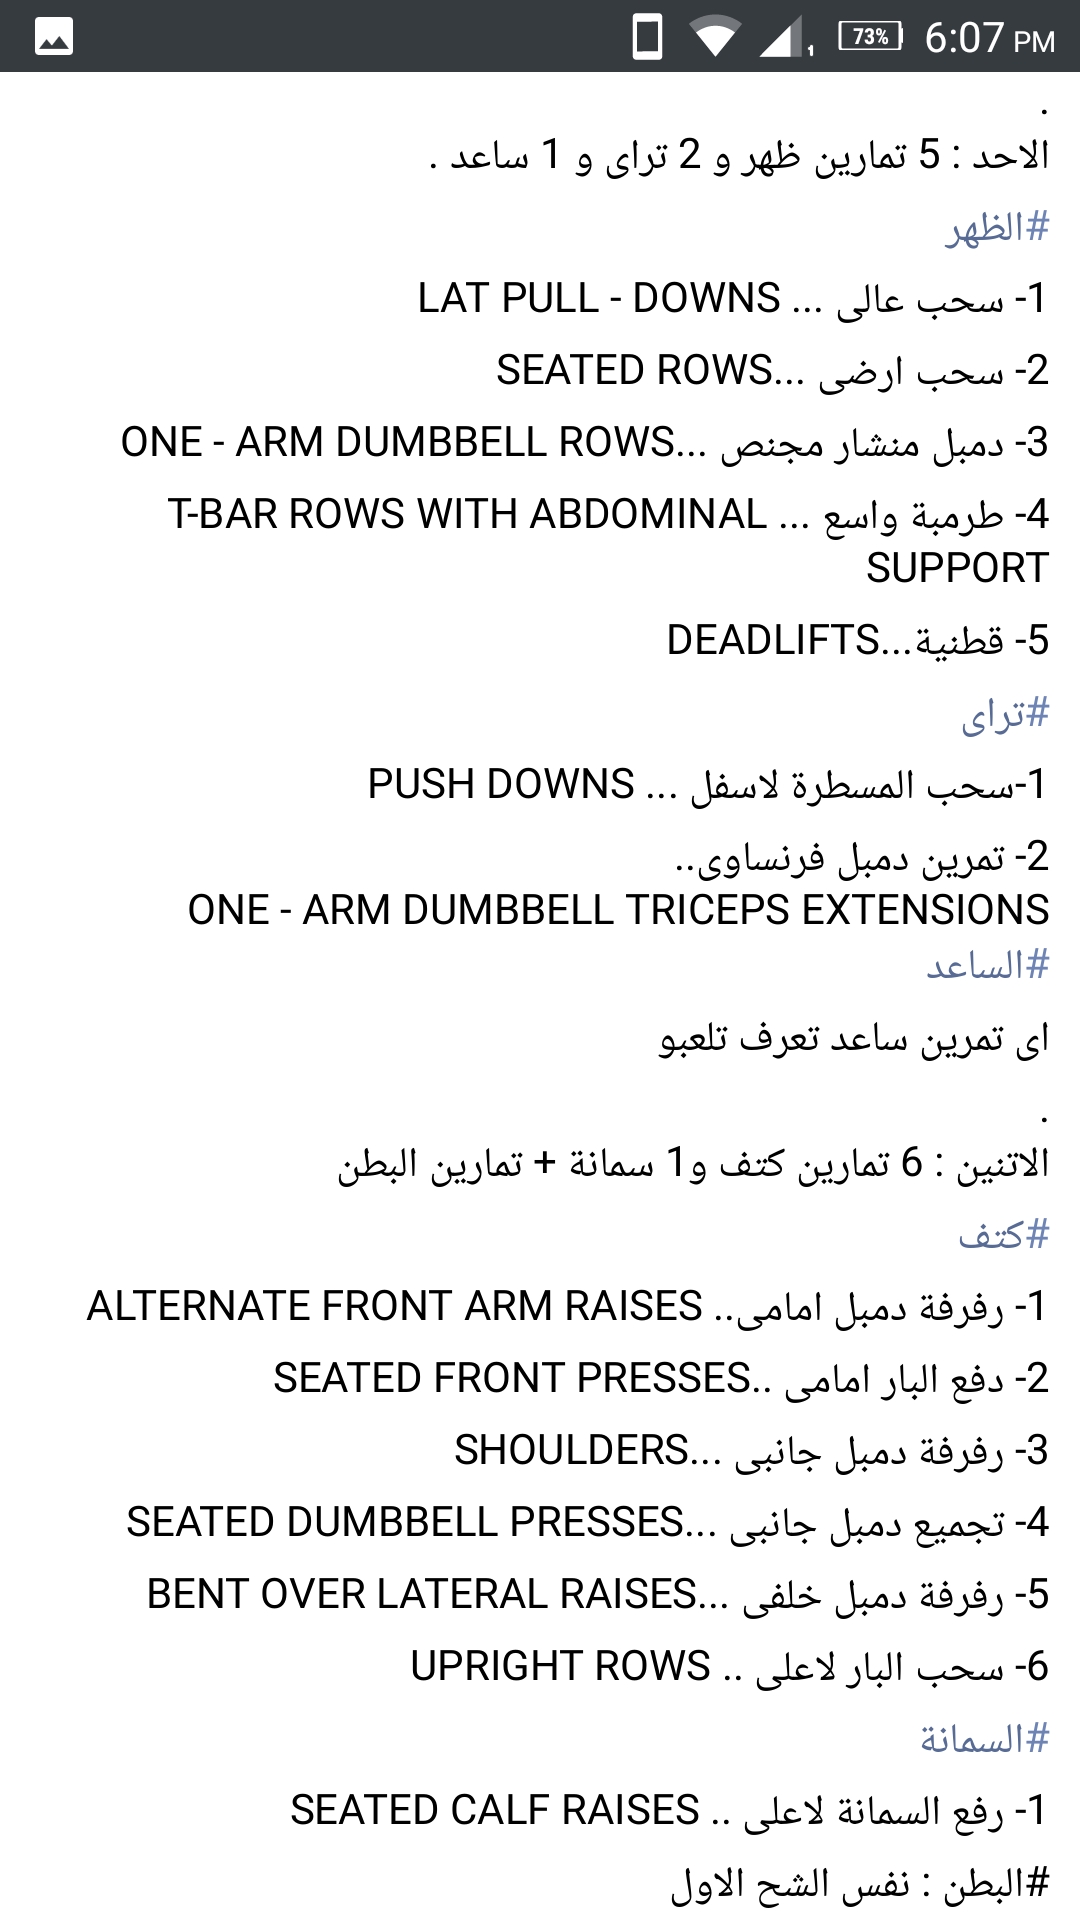 73%
6:07 PM
.
الاحد : 5 تمارين ظهر و 2 تراى و 1 ساعد .
#الظهر
1- سحب عالى ... LAT PULL - DOWNS
2- سحب ارضى ...SEATED ROWS
3- دمبل منشار مجنص ...ONE - ARM DUMBBELL ROWS
4- طرمبة واسع ... T-BAR ROWS WITH ABDOMINAL
SUPPORT
5- قطنية...DEADLIFTS
#تراى
1-سحب المسطرة لاسفل ... PUSH DOWNS
2- تمرين دمبل فرنساوى..
ONE - ARM DUMBBELL TRICEPS EXTENSIONS
#الساعد
اى تمرين ساعد تعرف تلعبو
.
الاتنين : 6 تمارين كتف و1 سمانة + تمارين البطن
#كتف
1- رفرفة دمبل امامى.. ALTERNATE FRONT ARM RAISES
2- دفع البار امامى ..SEATED FRONT PRESSES
3- رفرفة دمبل جانبى ...SHOULDERS
4- تجميع دمبل جانبى ...SEATED DUMBBELL PRESSES
5- رفرفة دمبل خلفى ...BENT OVER LATERAL RAISES
6- سحب البار لاعلى .. UPRIGHT ROWS
#السمانة
1- رفع السمانة لاعلى .. SEATED CALF RAISES
#البطن : نفس الشح الاول